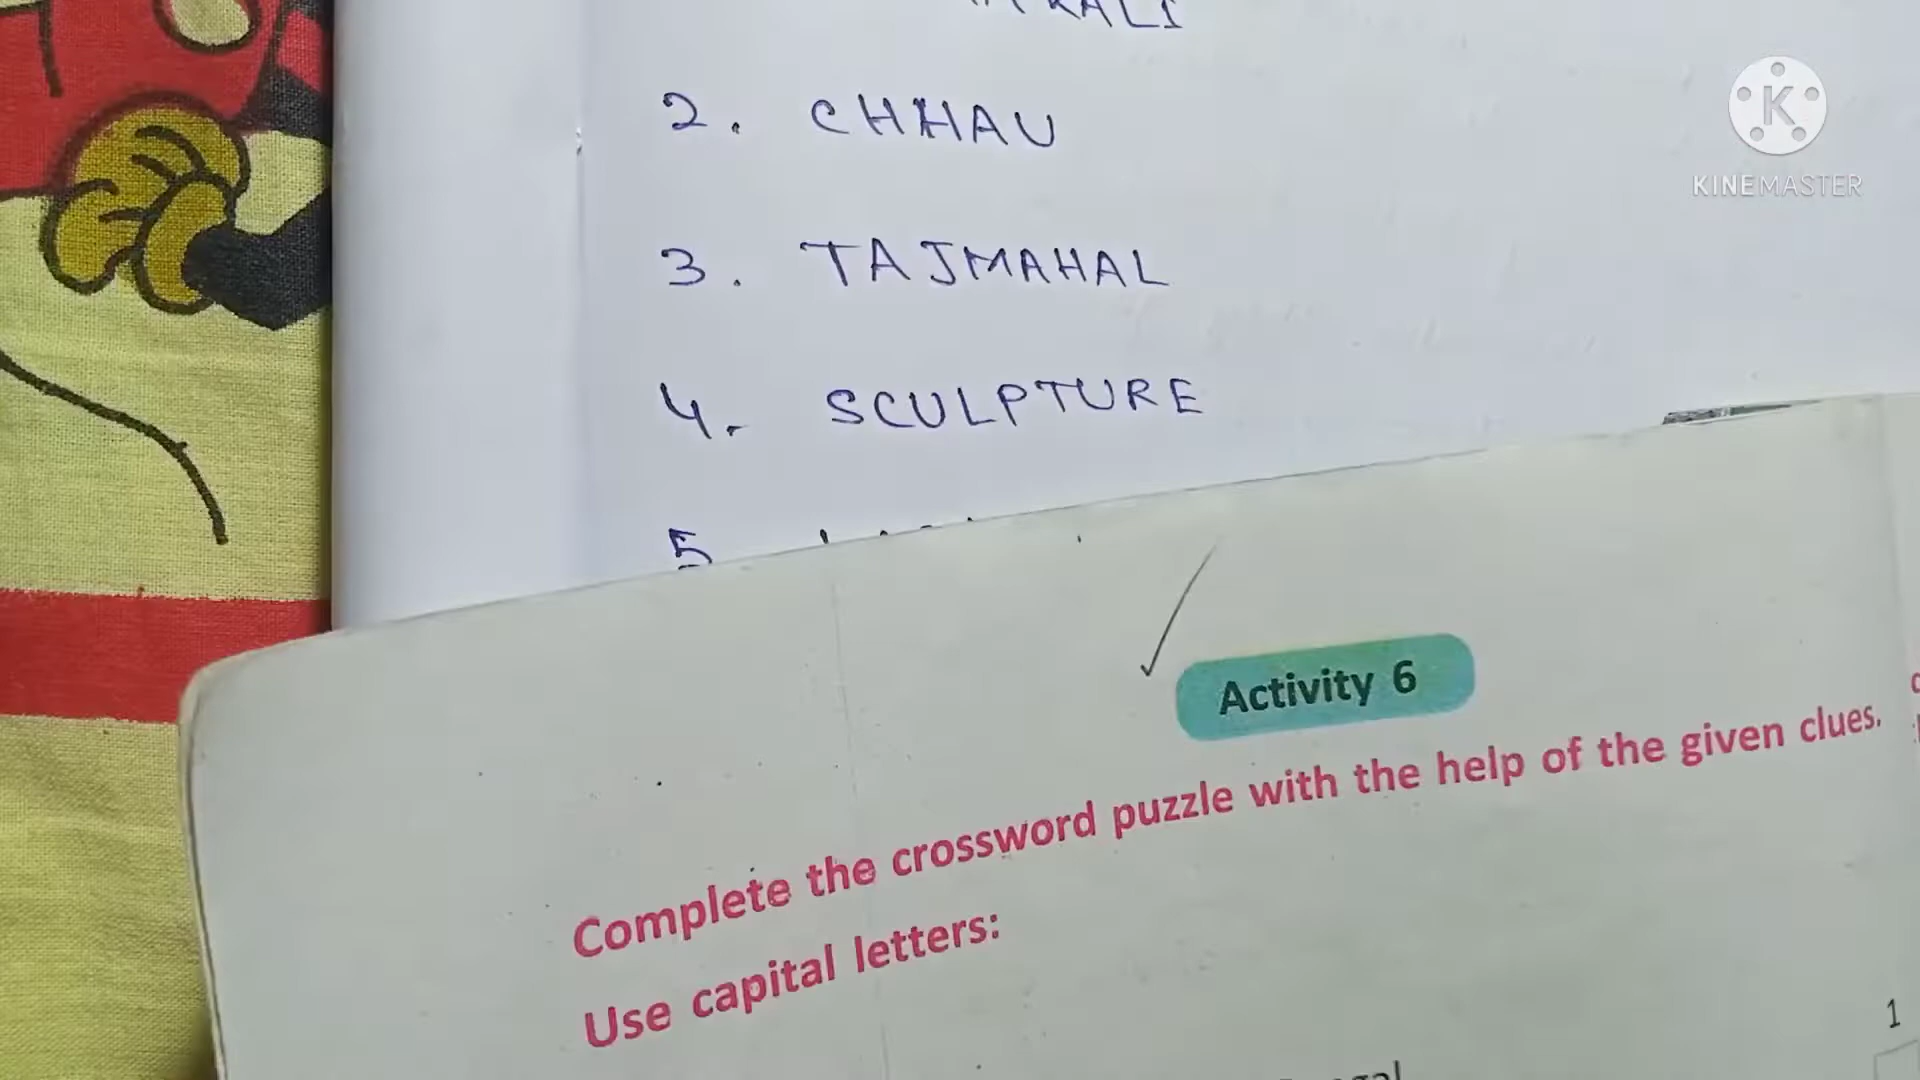 2. CHHAU
3. TAJMAHAL
4. SCULPTURE
5
Activity 6
Complete the crossword puzzle with the help of the given clues.
Use capital letters:
1
K
KINEMASTER